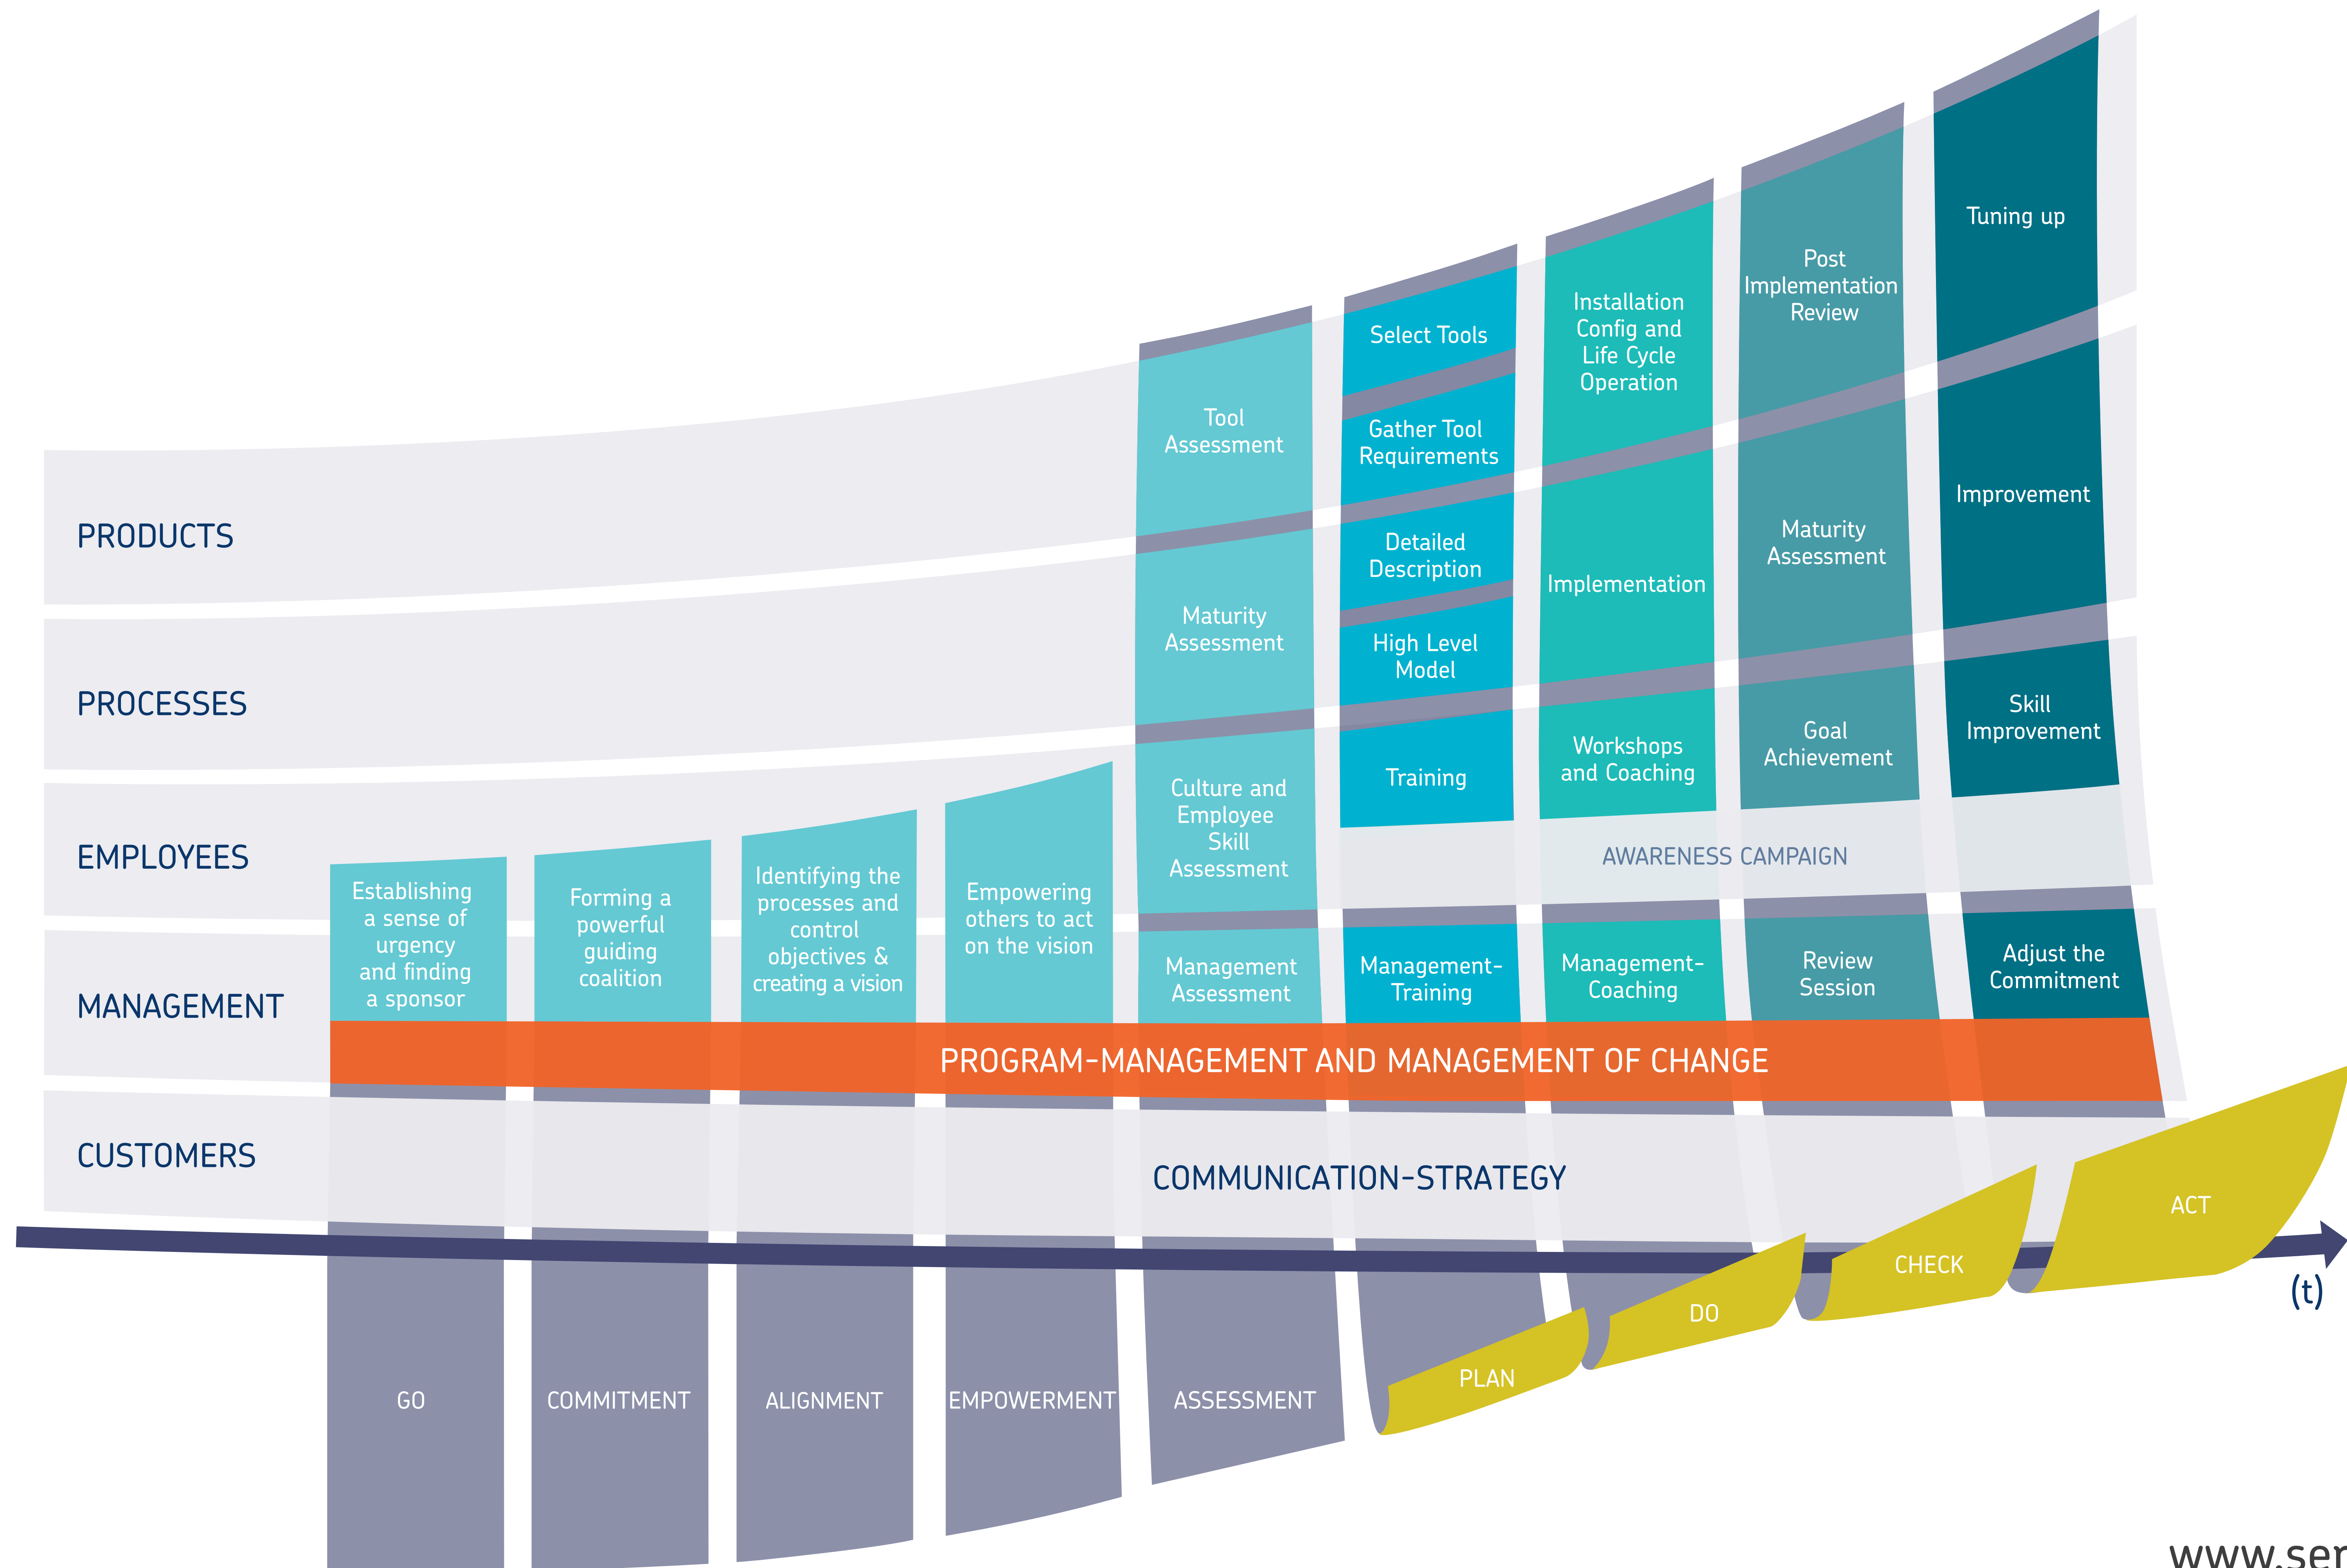 PRODUCTS
PROCESSES
EMPLOYEES
MANAGEMENT
CUSTOMERS
Establishing
a sense of
urgency
and finding
a sponsor
Forming a
powerful
guiding
coalition
Identifying the
processes and
control
objectives &
creating a vision
Empowering
others to act
on the vision
Tool
Assessment
Maturity
Assessment
Culture and
Employee
Skill
Assessment
Management
Assessment
Select Tools
Gather Tool
Requirements
Detailed
Description
High Level
Model
Training
Management-
Training
Installation
Config and
Life Cycle
Operation
Implementation
Workshops
and Coaching
Management-
Coaching
Post
Implementation
Review
Maturity
Assessment
Goal
Achievement
Review
Session
Tuning up
Improvement
Skill
Improvement
Adjust the
Commitment
AWARENESS CAMPAIGN
PROGRAM-MANAGEMENT AND MANAGEMENT OF CHANGE
COMMUNICATION-STRATEGY
GO
COMMITMENT
ALIGNMENT
EMPOWERMENT
ASSESSMENT
PLAN
DO
CHECK
ACT
(t)